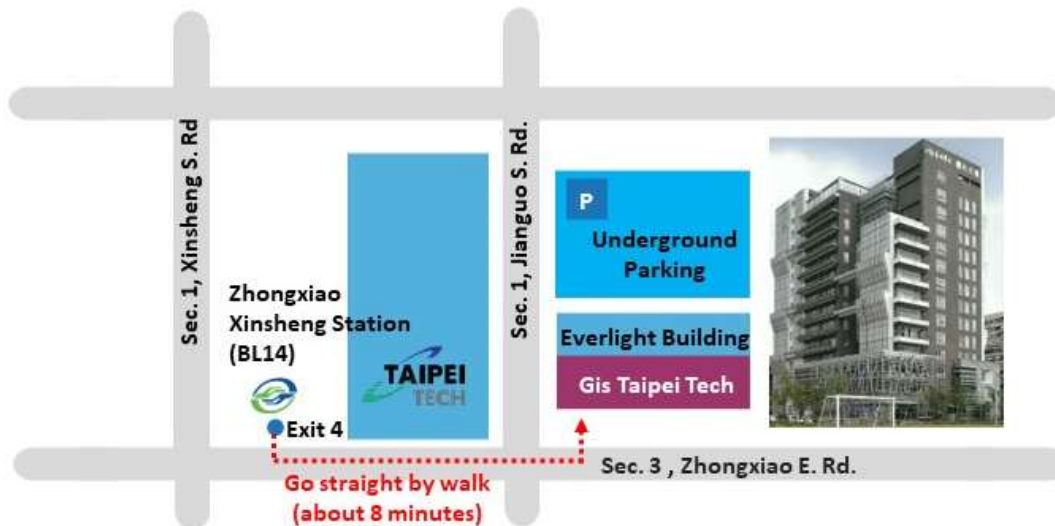 Sec. 1, Xinsheng S. Rd
Sec. 1, Jianguo S. Rd.
P
Underground
Parking
Zhongxiao
Xinsheng Station
(BL14)
Everlight Building
TAIPEI
TECH
Gis Taipei Tech
Exit 4
Sec. 3 , Zhongxiao E. Rd.
Go straight by walk
(about 8 minutes)